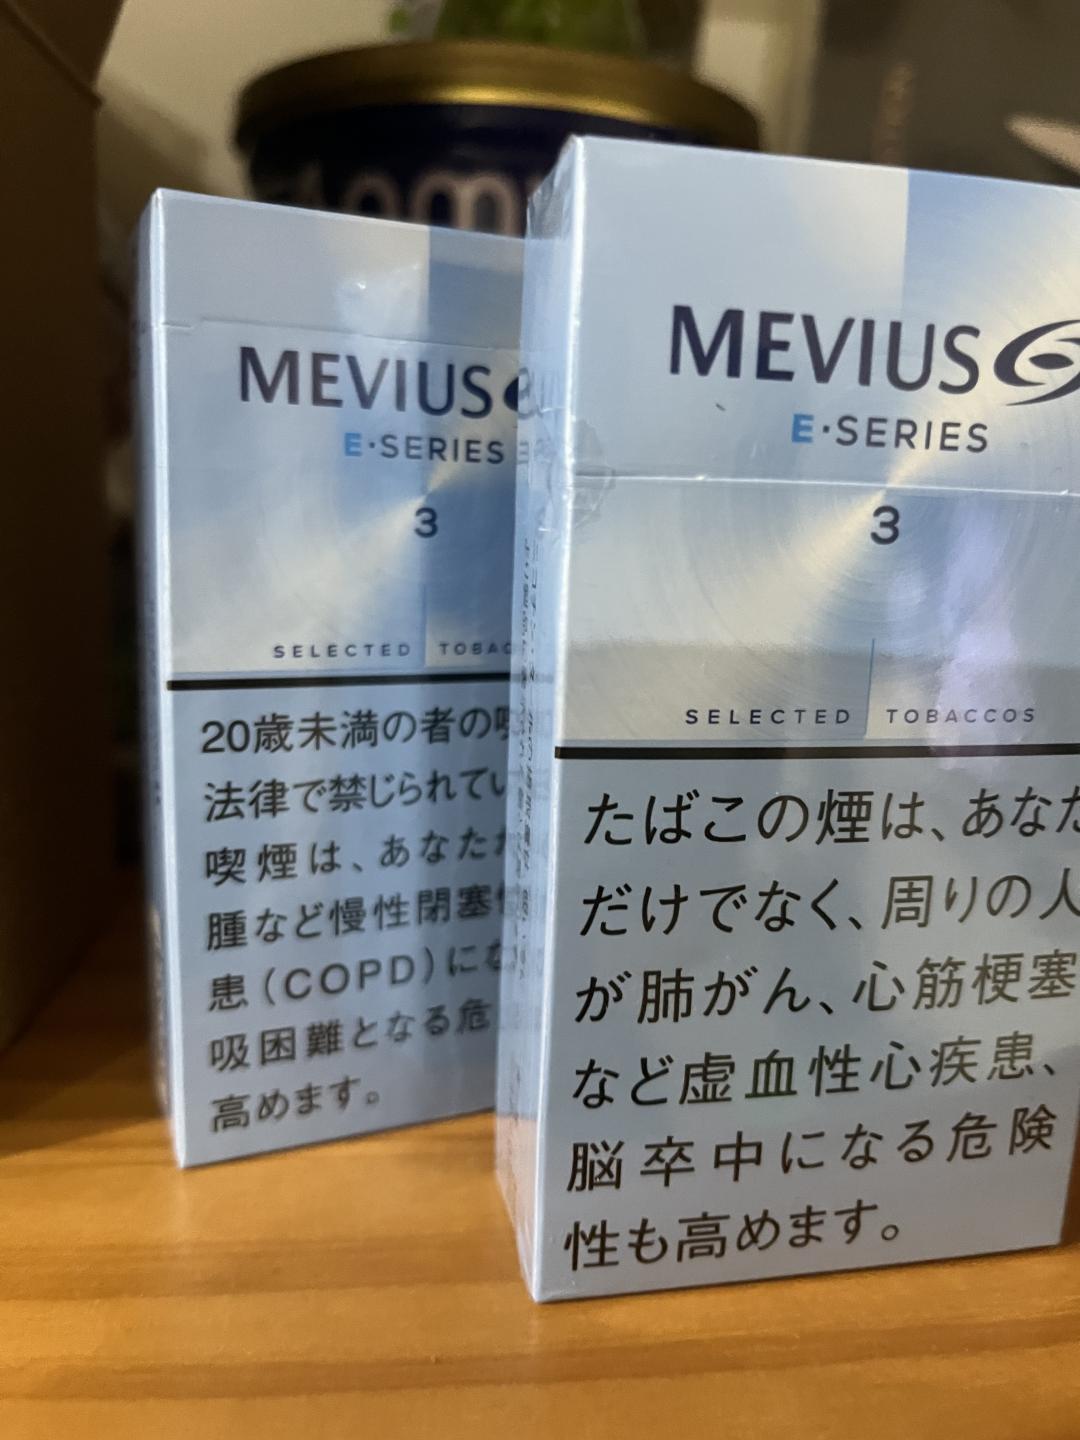 MEVIUS
E·SERIES
3
SELECTED
20歳未満の者の
法律で禁じられてい
喫煙は、あなた
腫など慢性閉塞
患(COPD)に
吸困難となる危
高めます。
MEVIUS
E·SERIES
3
SELECTED TOBACCOS
たばこの煙は、あなた
だけでなく、周りの人
が肺がん、心筋梗塞
など虚血性心疾患、
脳卒中になる危険
性も高めます。